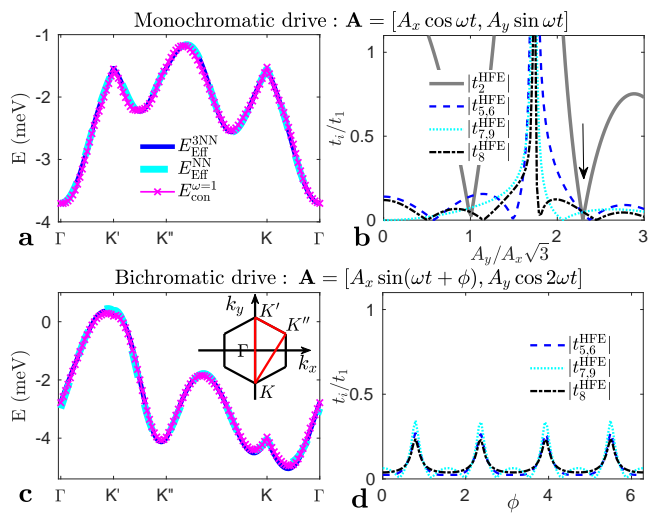 Monochromatic drive : A = [A_x cos ωt, A_y sin ωt]
-1
-2
-3
-4
E (meV)
E_Eff^3NN
E_Eff^NN
E_con^ω=1
Γ K' K'' K Γ
a
1
0.5
0
t_i/t_1
|t_2^HFE|
|t_5,6^HFE|
|t_7,9^HFE|
|t_8^HFE|
0 1 2 3
A_y/A_x√3
b
Bichromatic drive : A = [A_x sin(ωt + ϕ), A_y cos 2ωt]
0
-2
-4
E (meV)
k_y
K'
K''
Γ
k_x
K
Γ K' K'' K Γ
c
1
0.5
0
t_i/t_1
|t_5,6^HFE|
|t_7,9^HFE|
|t_8^HFE|
0 2 4 6
ϕ
d